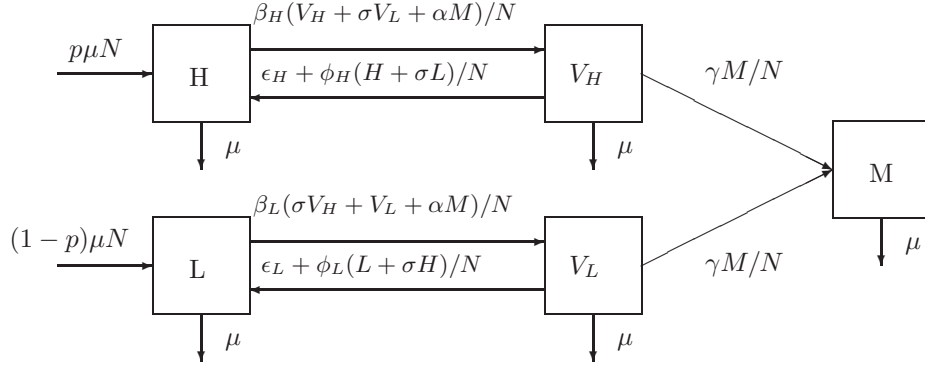 β_H(V_H + σV_L + αM)/N
pμN
H
ϵ_H + ϕ_H(H + σL)/N
V_H
γM/N
μ
μ
M
β_L(σV_H + V_L + αM)/N
(1 − p)μN
L
ϵ_L + ϕ_L(L + σH)/N
V_L
γM/N
μ
μ
μ